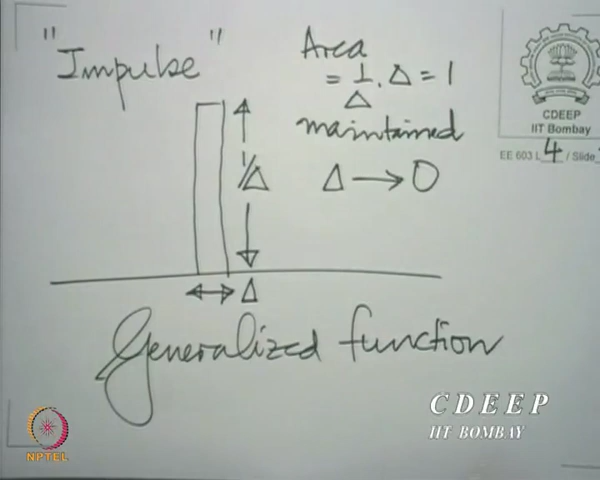 "Impulse"
Area
= 1/Δ . Δ = 1
maintained
1/Δ
Δ → 0
Δ
Generalized function
CDEEP
IIT Bombay
EE 603 L 4 / Slide
CDEEP
IIT BOMBAY
NPTEL